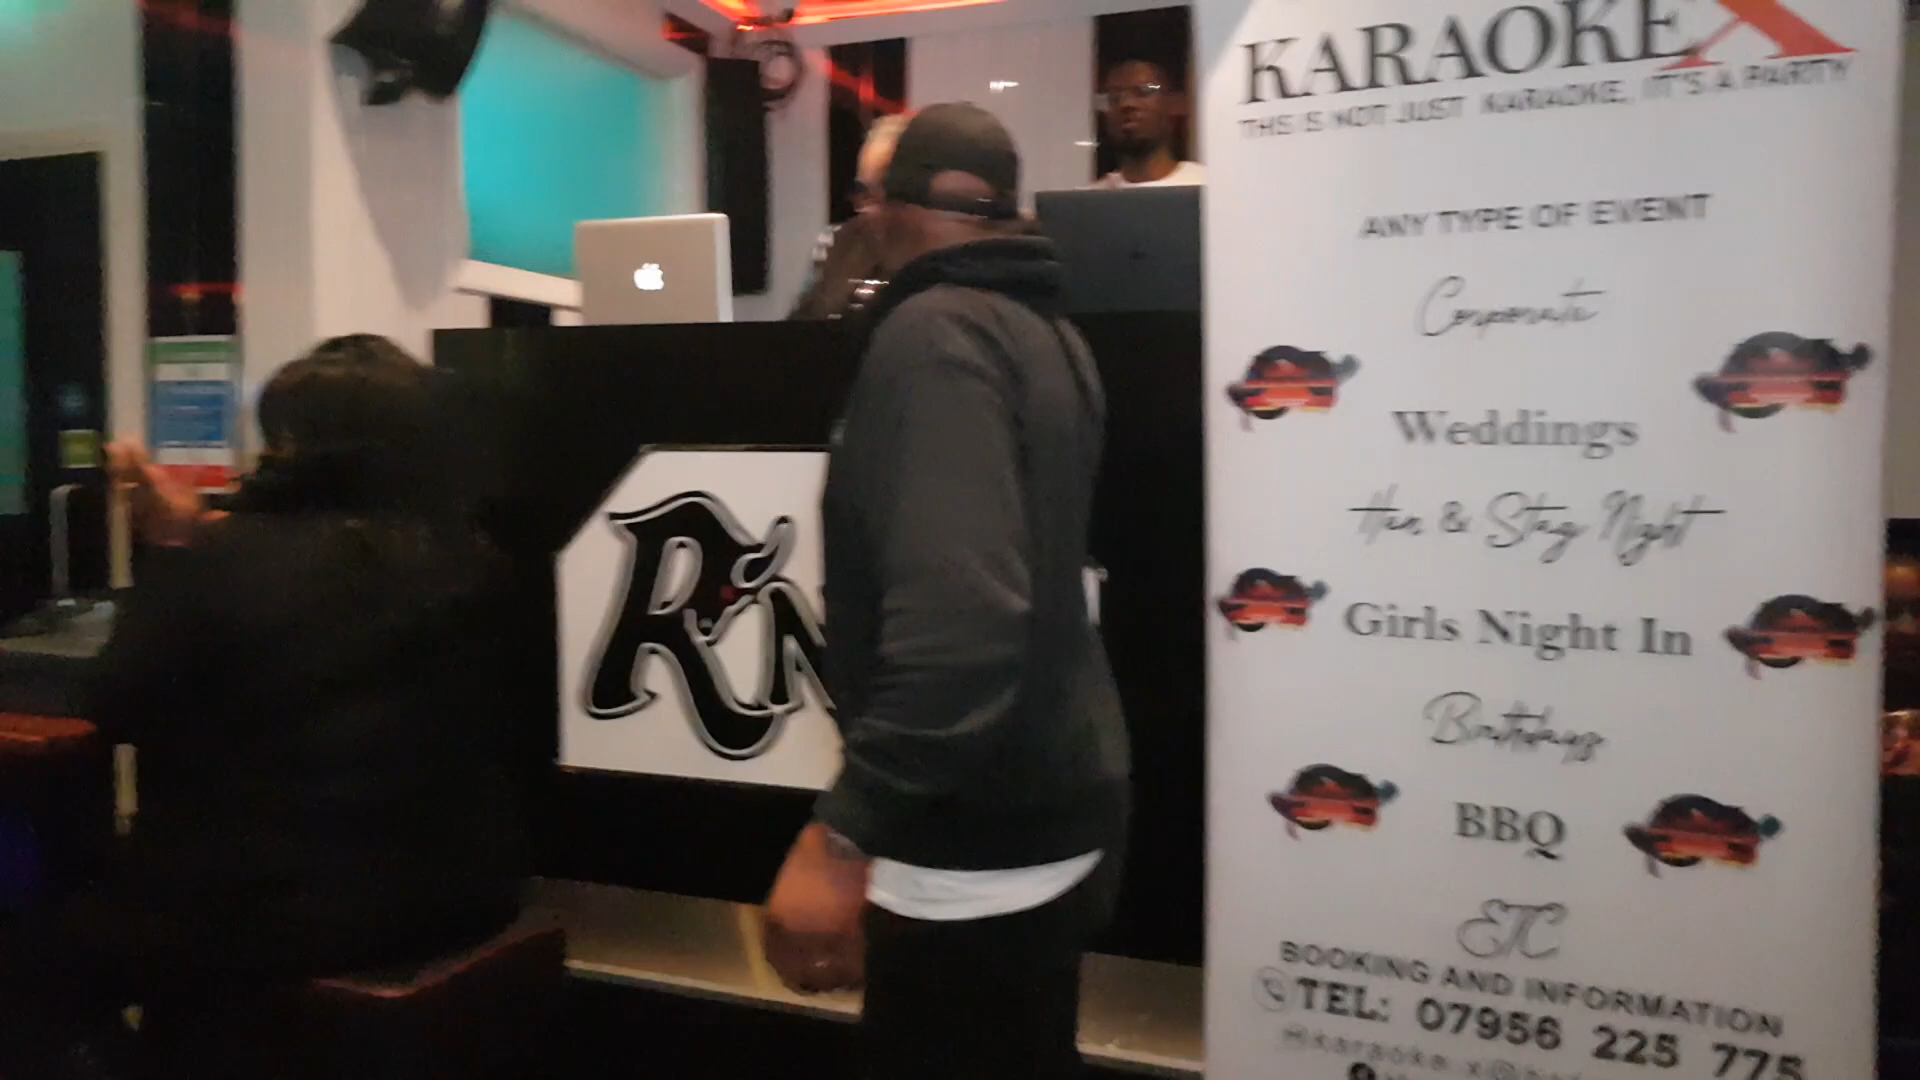 KARAOKE X
THIS IS NOT JUST KARAOKE, IT'S A PARTY
ANY TYPE OF EVENT
Corporate
Weddings
Hen & Stag Night
Girls Night In
Birthdays
BBQ
ETC
BOOKING AND INFORMATION
TEL: 07956 225 775
R'N